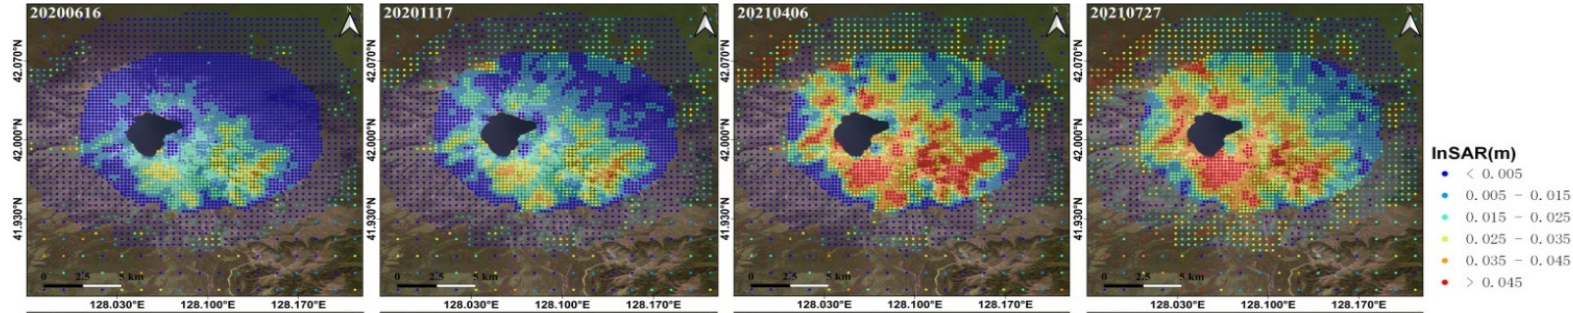 20200616
N
42.070°N
42.000°N
41.930°N
0 2.5 5 km
128.030°E 128.100°E 128.170°E
20201117
N
42.070°N
42.000°N
41.930°N
0 2.5 5 km
128.030°E 128.100°E 128.170°E
20210406
N
42.070°N
42.000°N
41.930°N
0 2.5 5 km
128.030°E 128.100°E 128.170°E
20210727
N
42.070°N
42.000°N
41.930°N
0 2.5 5 km
128.030°E 128.100°E 128.170°E
InSAR(m)
< 0.005
0.005 - 0.015
0.015 - 0.025
0.025 - 0.035
0.035 - 0.045
> 0.045